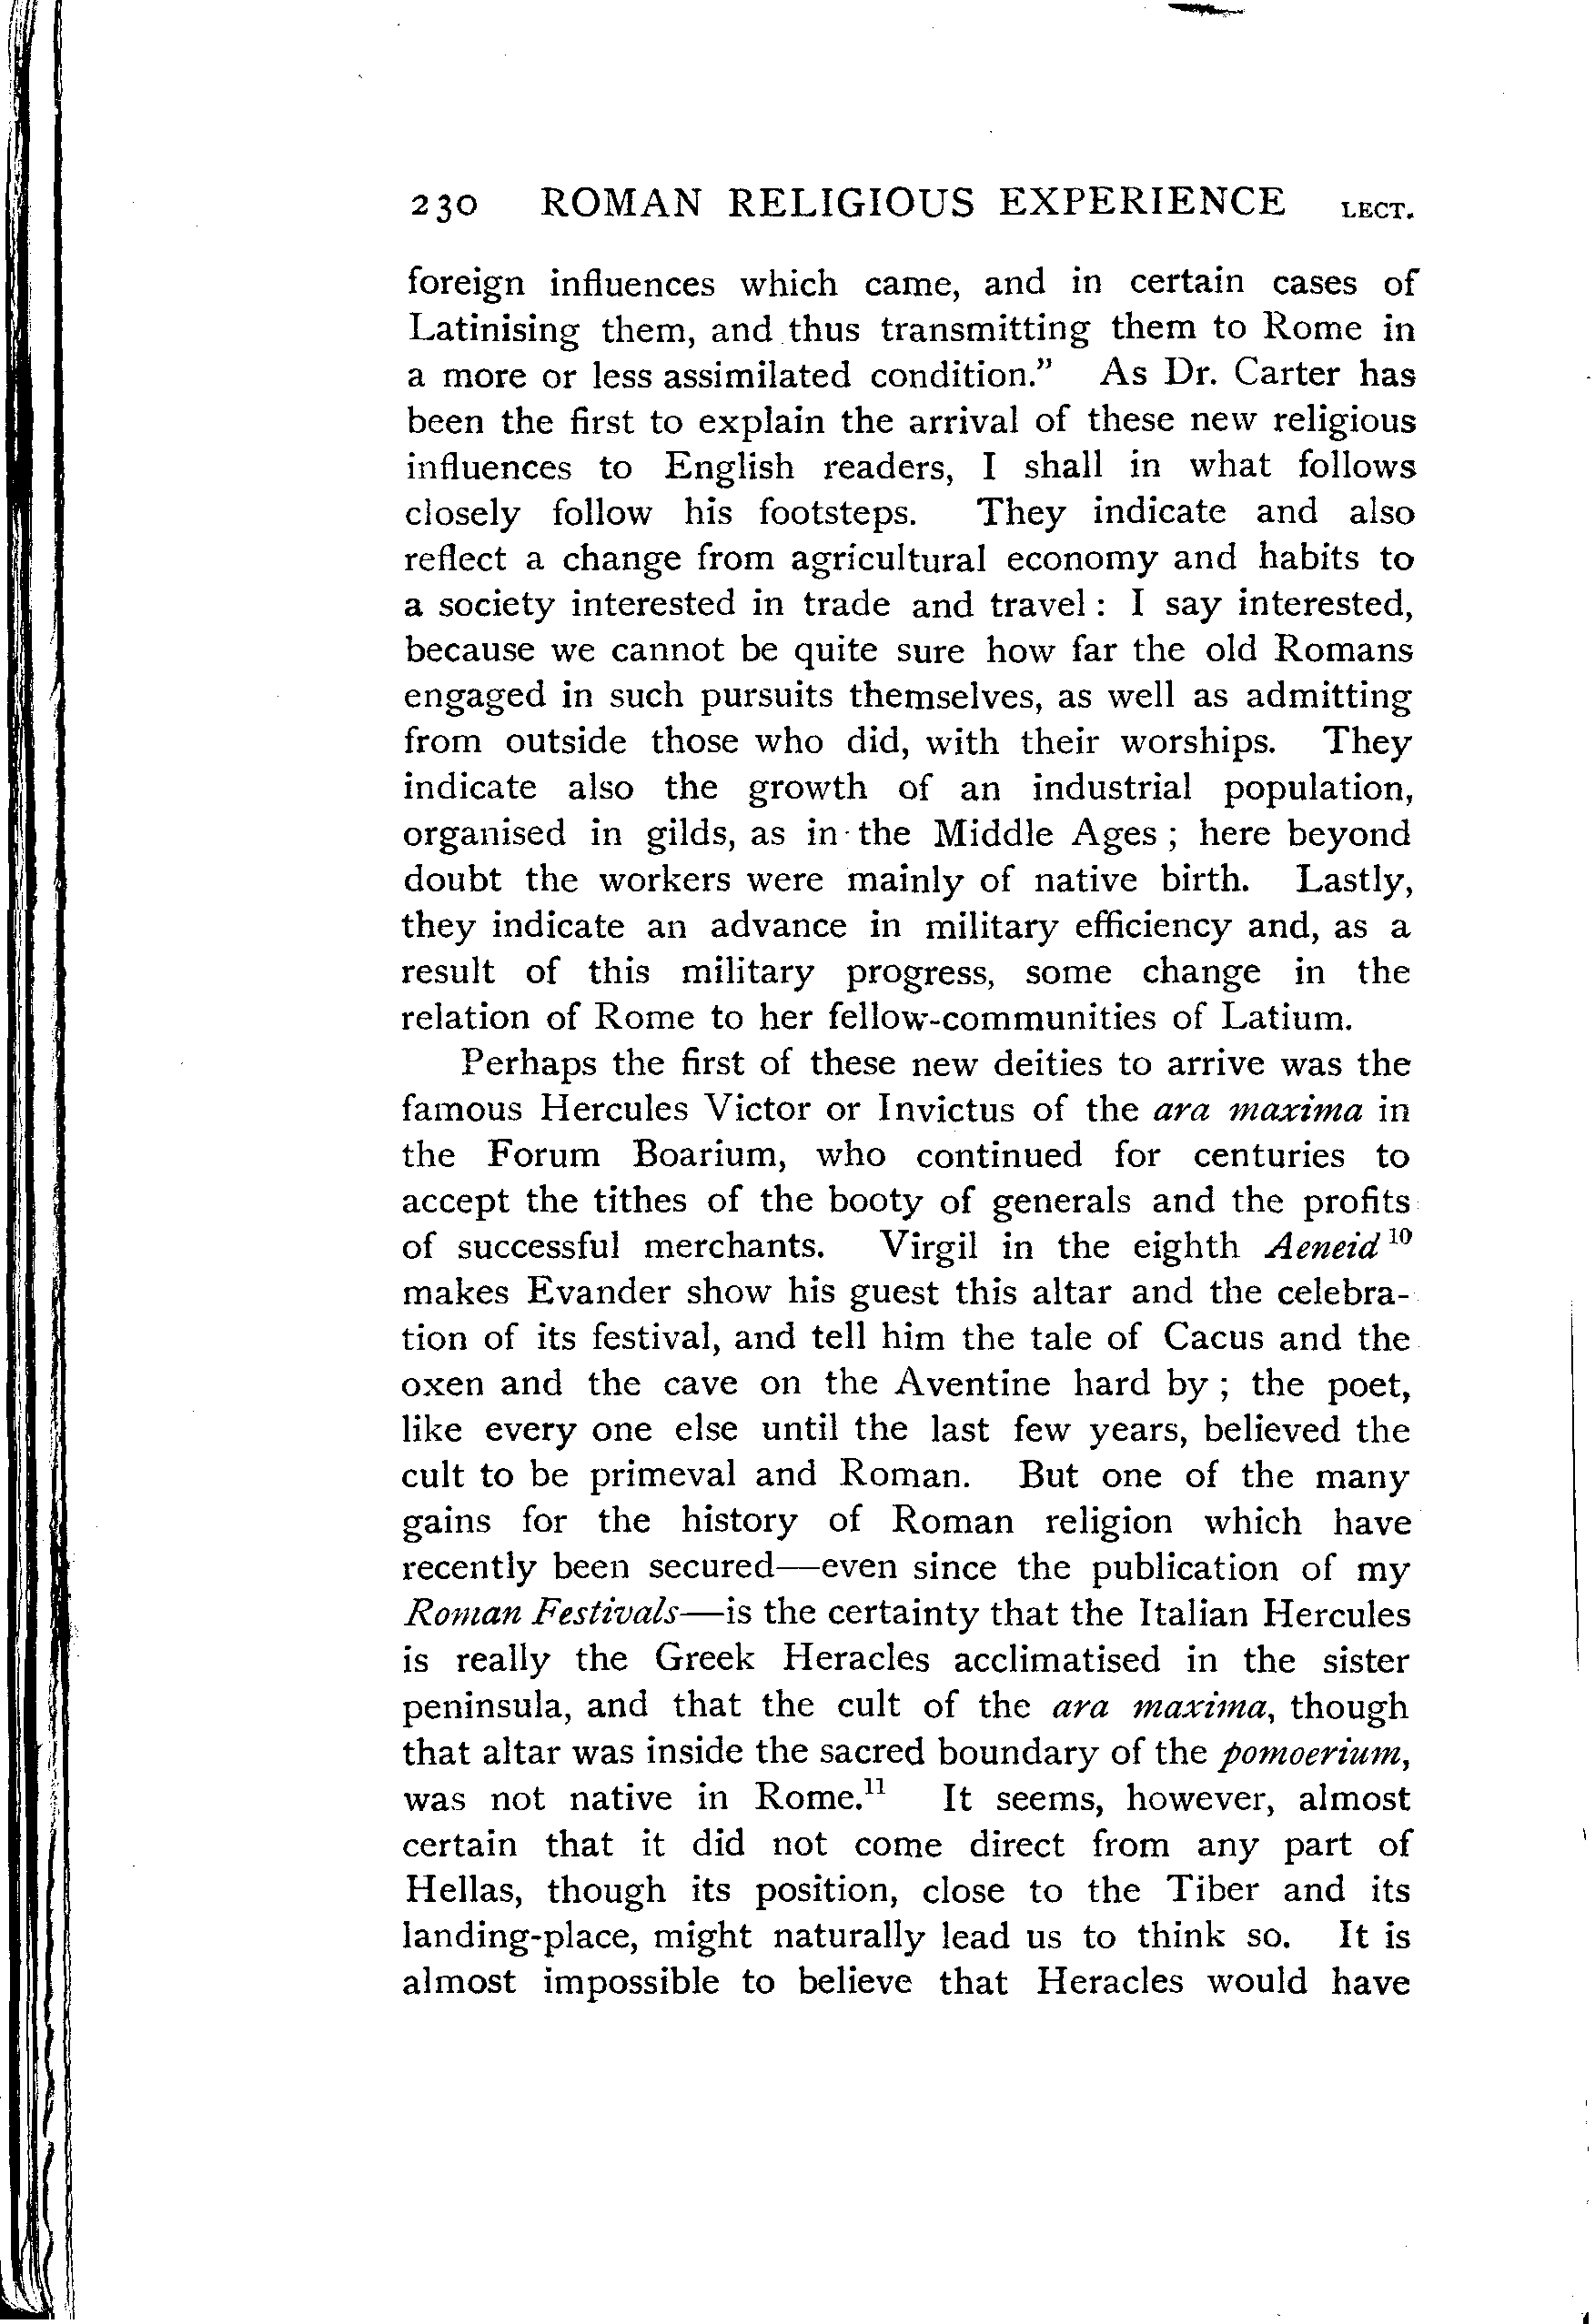 230 ROMAN RELIGIOUS EXPERIENCE LECT.
foreign influences which came, and in certain cases of
Latinising them, and thus transmitting them to Rome in
a more or less assimilated condition.” As Dr. Carter has
been the first to explain the arrival of these new religious
influences to English readers, I shall in what follows
closely follow his footsteps. They indicate and also
reflect a change from agricultural economy and habits to
a society interested in trade and travel : I say interested,
because we cannot be quite sure how far the old Romans
engaged in such pursuits themselves, as well as admitting
from outside those who did, with their worships. They
indicate also the growth of an industrial population,
organised in gilds, as in the Middle Ages ; here beyond
doubt the workers were mainly of native birth. Lastly,
they indicate an advance in military efficiency and, as a
result of this military progress, some change in the
relation of Rome to her fellow-communities of Latium.
Perhaps the first of these new deities to arrive was the
famous Hercules Victor or Invictus of the ara maxima in
the Forum Boarium, who continued for centuries to
accept the tithes of the booty of generals and the profits
of successful merchants. Virgil in the eighth Aeneid¹⁰
makes Evander show his guest this altar and the celebra-
tion of its festival, and tell him the tale of Cacus and the
oxen and the cave on the Aventine hard by ; the poet,
like every one else until the last few years, believed the
cult to be primeval and Roman. But one of the many
gains for the history of Roman religion which have
recently been secured—even since the publication of my
Roman Festivals—is the certainty that the Italian Hercules
is really the Greek Heracles acclimatised in the sister
peninsula, and that the cult of the ara maxima, though
that altar was inside the sacred boundary of the pomoerium,
was not native in Rome.¹¹ It seems, however, almost
certain that it did not come direct from any part of
Hellas, though its position, close to the Tiber and its
landing-place, might naturally lead us to think so. It is
almost impossible to believe that Heracles would have